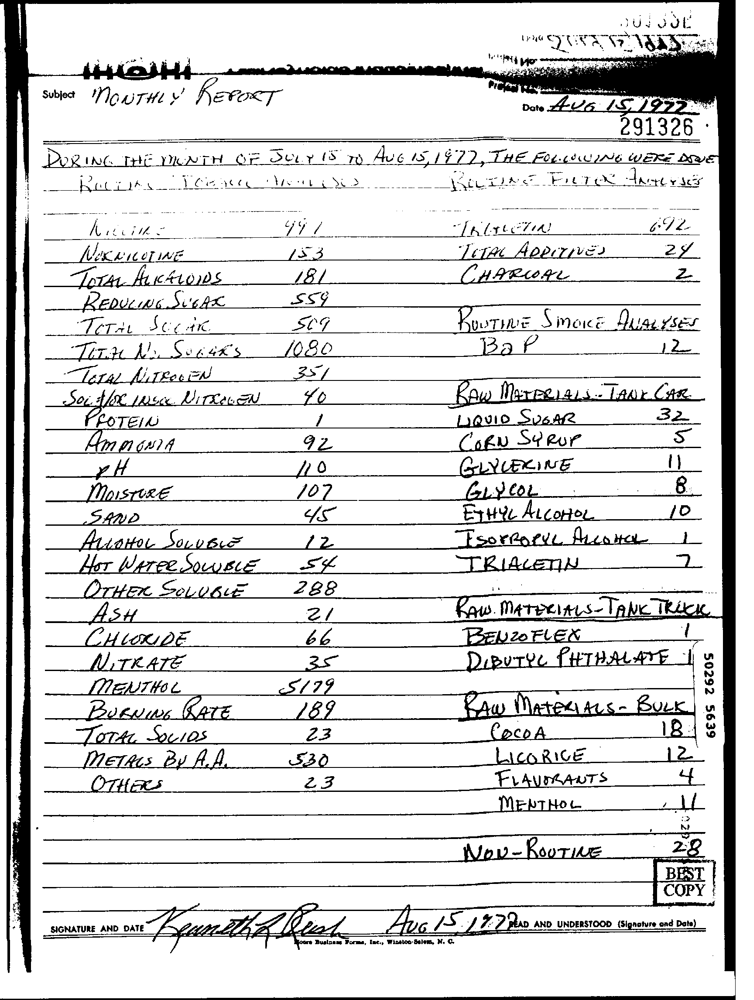 Subject MONTHLY REPORT
Date AUG 15, 1977
291326
DURING THE MONTH OF JULY 15 TO AUG 15, 1977, THE FOLLOWING WERE DONE
ROUTINE TOBACCO ANALYSES
NICOTINE 991
NORNICOTINE 153
TOTAL ALKALOIDS 181
REDUCING SUGAR 559
TOTAL SUGAR 509
SUGARS 1080
TOTAL NITROGEN 351
SOL &/OR INSOL NITROGEN 40
PROTEIN 1
AMMONIA 92
pH 110
MOISTURE 107
SAND 45
ALCOHOL SOLUBLE 12
HOT WATER SOLUBLE 54
OTHER SOLUBLE 288
ASH 21
CHLORIDE 66
NITRATE 35
MENTHOL 5179
BURNING RATE 189
TOTAL SOLIDS 23
METALS BY A.A. 530
OTHERS 23
ROUTINE FILTER ANALYSES
TRIACETIN 692
TOTAL ADDITIVES 24
CHARCOAL 2
ROUTINE SMOKE ANALYSES
BaP 12
RAW MATERIALS-TANK CAR
LIQUID SUGAR 32
CORN SYRUP 5
GLYCERINE 11
GLYCOL 8
ETHYL ALCOHOL 10
ISOPROPYL ALCOHOL 1
TRIACETIN 7
RAW MATERIALS-TANK TRUCK
BENZOFLEX 1
DIBUTYL PHTHALATE 1
RAW MATERIALS-BULK
COCOA 18
LICORICE 12
FLAVORANTS 4
MENTHOL 11
NON-ROUTINE 28
50292 5639
BEST
COPY
SIGNATURE AND DATE Kenneth Aug 15, 1977 READ AND UNDERSTOOD (Signature and Date)
Moore Business Forms, Inc., Winston-Salem, N. C.